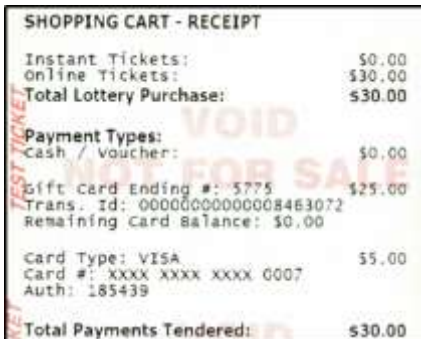 SHOPPING CART - RECEIPT
Instant Tickets: $0.00
Online Tickets: $30.00
Total Lottery Purchase: $30.00
VOID
Payment Types:
Cash / Voucher: $0.00
NOT FOR SALE
TEST TICKET
Gift Card Ending #: 5775 $25.00
Trans. Id: 00000000000008463072
Remaining Card Balance: $0.00
Card Type: VISA $5.00
Card #: XXXX XXXX XXXX 0007
Auth: 185439
Total Payments Tendered: $30.00